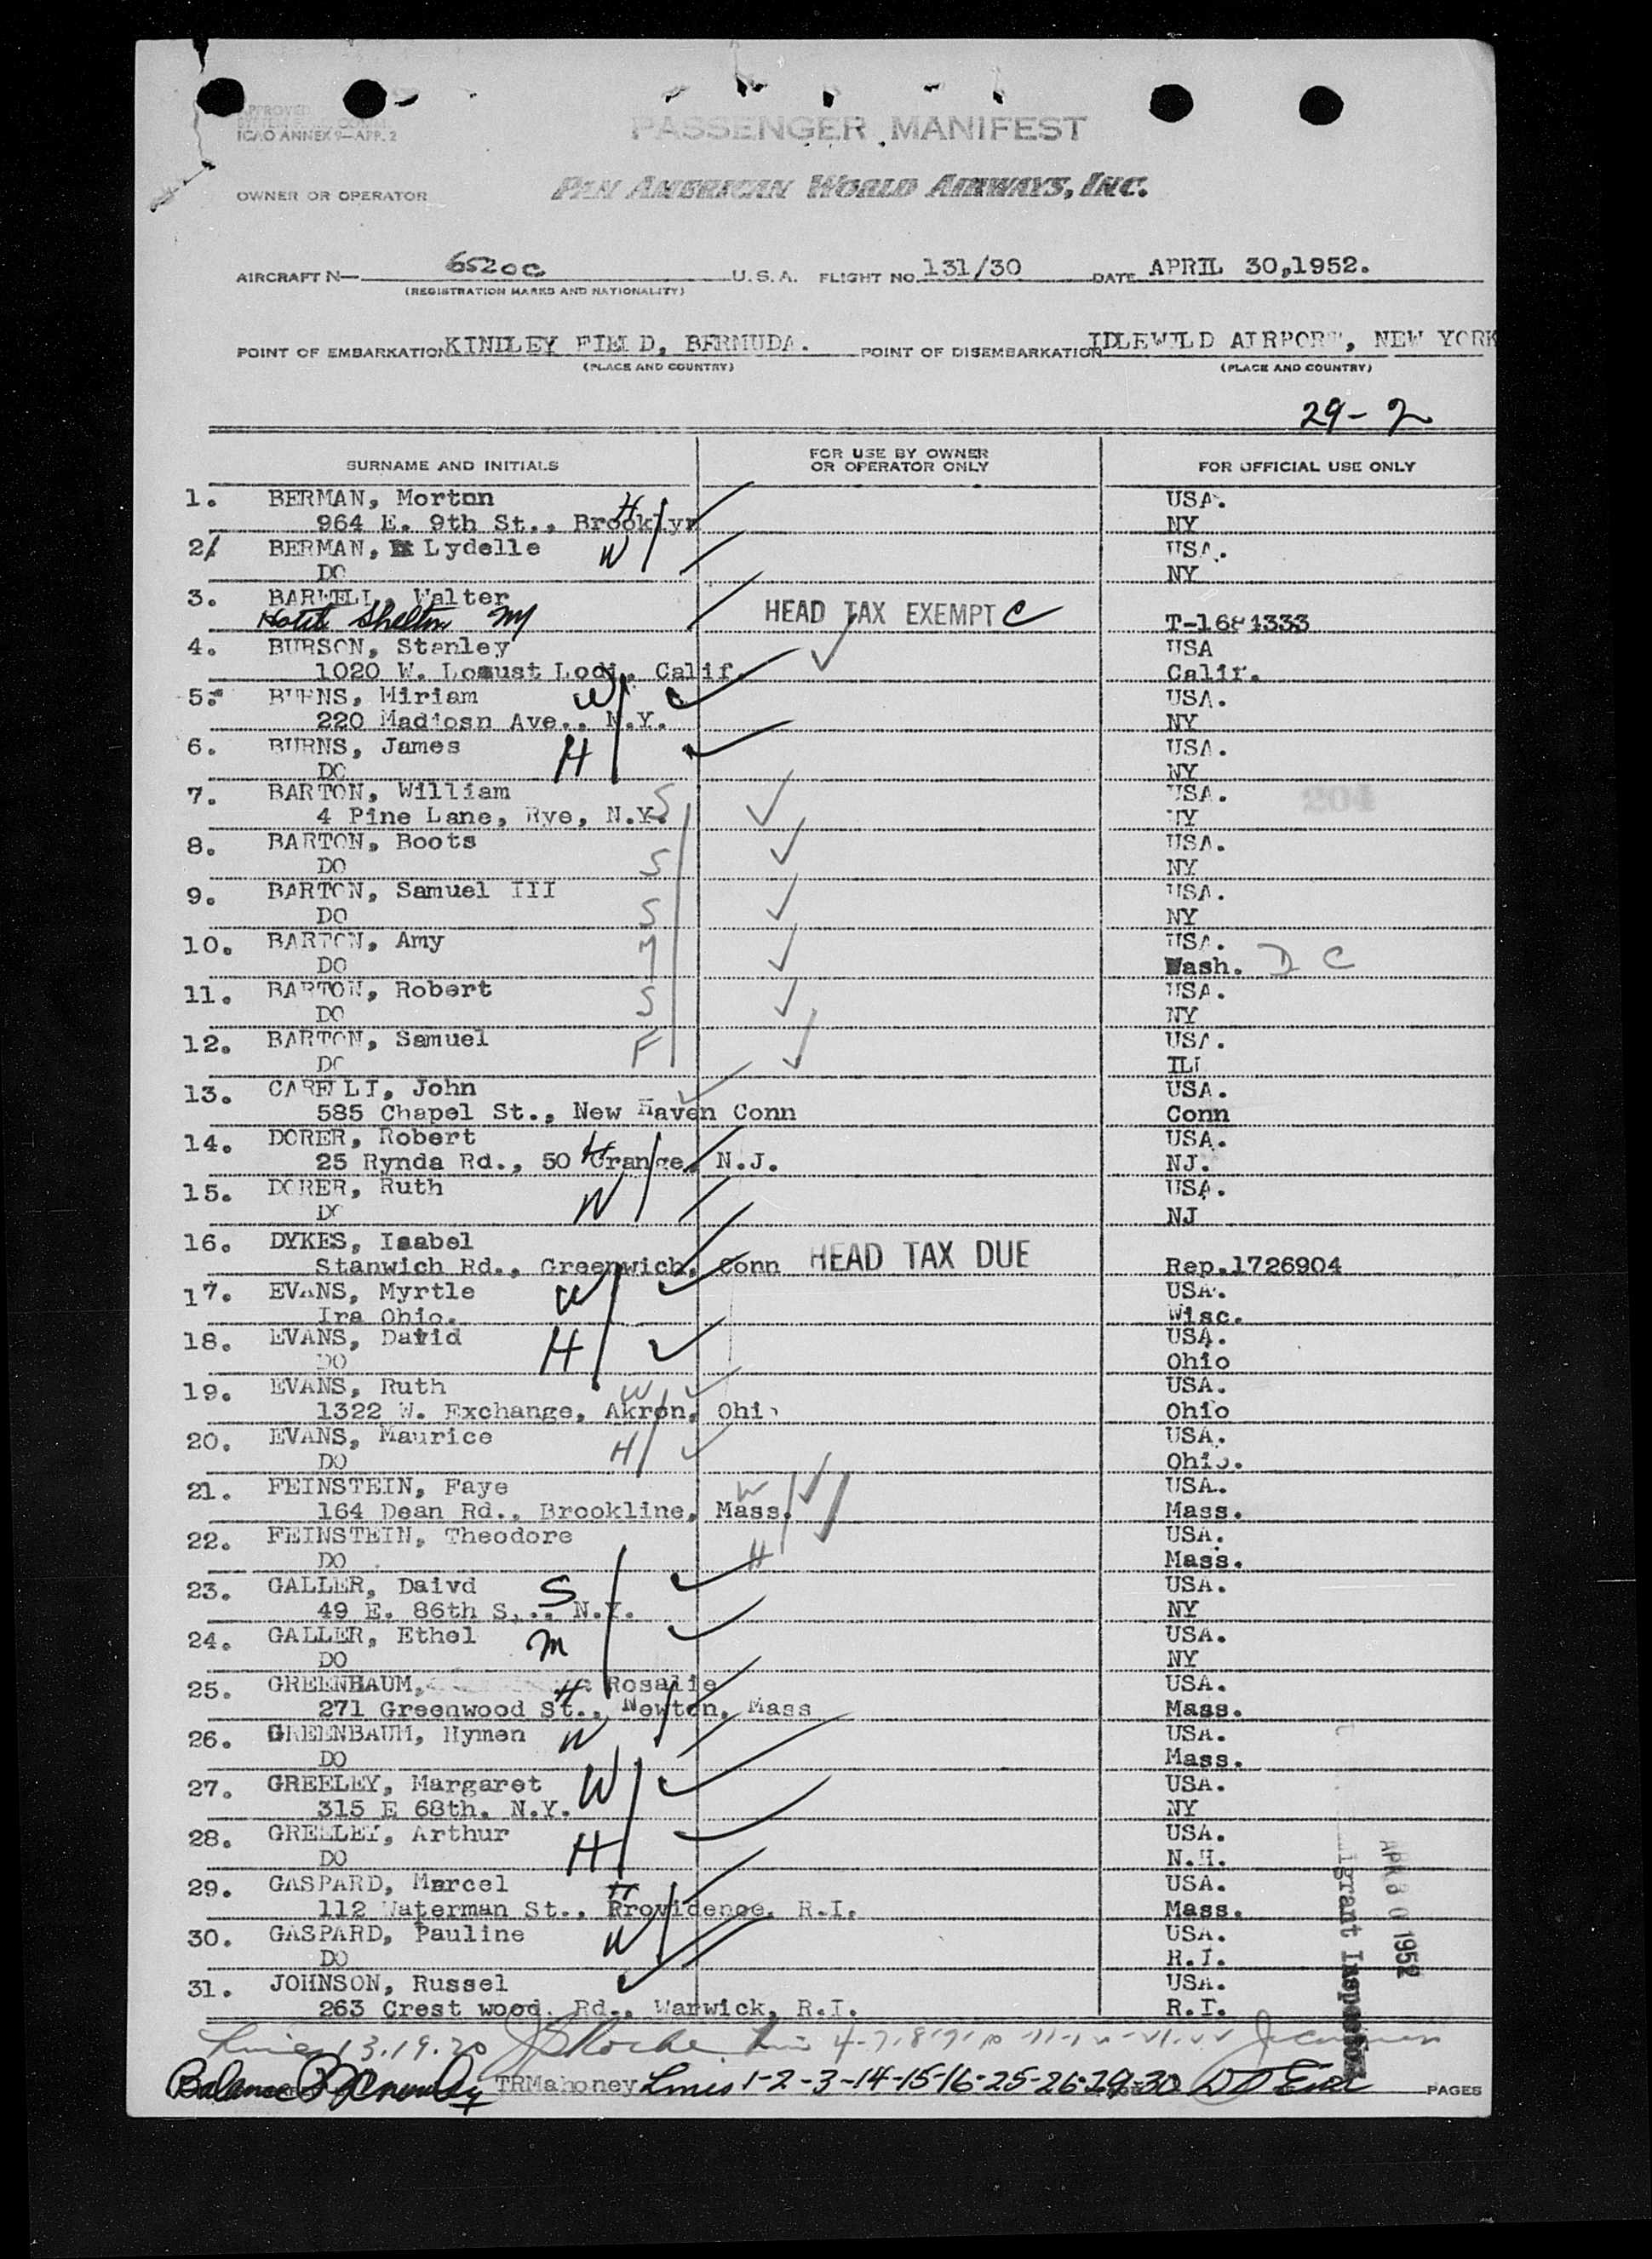 APPROVED
ICAO ANNEX 9—APP. 2
PASSENGER MANIFEST
OWNER OR OPERATOR PAN AMERICAN WORLD AIRWAYS, INC.
AIRCRAFT N— 6520C U.S.A. FLIGHT NO. 131/30 DATE APRIL 30,1952.
(REGISTRATION MARKS AND NATIONALITY)
POINT OF EMBARKATION KINDLEY FIELD, BERMUDA. POINT OF DISEMBARKATION IDLEWILD AIRPORT, NEW YORK
(PLACE AND COUNTRY) (PLACE AND COUNTRY)
29-2
SURNAME AND INITIALS FOR USE BY OWNER OR OPERATOR ONLY FOR OFFICIAL USE ONLY
1. BERMAN, Morton H USA.
964 E. 9th St., Brooklyn NY
2. BERMAN, Lydelle W USA.
DO NY
3. BARWELL, Walter HEAD TAX EXEMPT C
Hotel Shelton NY T-1681333
4. BURSON, Stanley USA
1020 W. Locust Lodi, Calif. Calif.
5. BURNS, Miriam W USA.
220 Madiosn Ave., N.Y. NY
6. BURNS, James H USA.
DO NY
7. BARTON, William S USA. 204
4 Pine Lane, Rye, N.Y. NY
8. BARTON, Boots USA.
DO S NY
9. BARTON, Samuel III USA.
DO S NY
10. BARTON, Amy M USA.
DO Wash. D C
11. BARTON, Robert S USA.
DO NY
12. BARTON, Samuel F USA.
DO ILL
13. CARELLI, John USA.
585 Chapel St., New Haven Conn Conn
14. DORER, Robert H USA.
25 Rynda Rd., 50 Orange, N.J. NJ.
15. DORER, Ruth W USA.
DO NJ
16. DYKES, Isabel HEAD TAX DUE
Stanwich Rd., Greenwich, Conn Rep.1726904
17. EVANS, Myrtle W USA.
Ira Ohio. Wisc.
18. EVANS, David H USA.
DO Ohio
19. EVANS, Ruth W USA.
1322 W. Exchange, Akron, Ohio Ohio
20. EVANS, Maurice H USA.
DO Ohio.
21. FEINSTEIN, Faye W USA.
164 Dean Rd., Brookline, Mass. Mass.
22. FEINSTEIN, Theodore H USA.
DO Mass.
23. GALLER, Daivd S USA.
49 E. 86th S,., N.Y. NY
24. GALLER, Ethel M USA.
DO NY
25. GREENHAUM, Rosalie H USA.
271 Greenwood St., Newton, Mass Mass.
26. GREENBAUM, Hyman W USA.
DO Mass.
27. GREELEY, Margaret W USA.
315 E 68th. N.Y. NY
28. GREELEY, Arthur H USA.
DO N.H.
29. GASPARD, Marcel H USA.
112 Waterman St., Providence, R.I. Mass.
30. GASPARD, Pauline W USA.
DO R.I.
31. JOHNSON, Russel USA.
263 Crest wood. Rd., Warwick, R.I. R.I.
APR 30 1952
Inspector
Lines 13.19.20 JS Roche
Balance TRMahoney Lines 1-2-3-14-15-16-25-26-29-30 PAGES